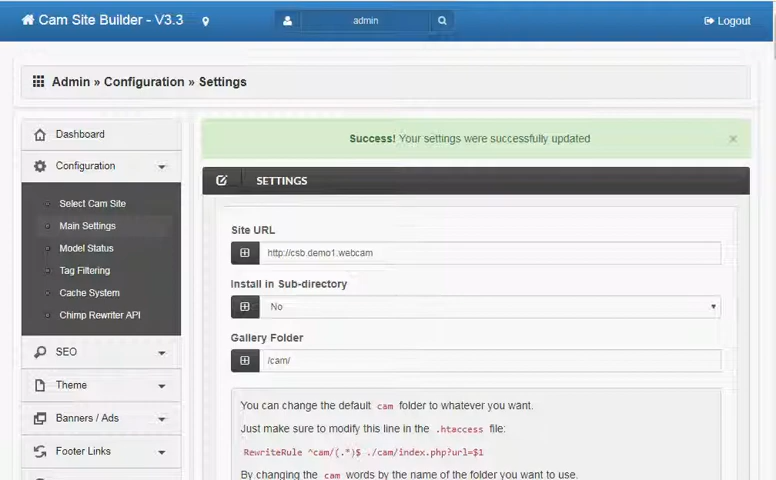 Cam Site Builder - V3.3
admin
Logout
Admin » Configuration » Settings
Dashboard
Configuration
Select Cam Site
Main Settings
Model Status
Tag Filtering
Cache System
Chimp Rewriter API
SEO
Theme
Banners / Ads
Footer Links
Success! Your settings were successfully updated ×
SETTINGS
Site URL
http://csb.demo1.webcam
Install in Sub-directory
No
Gallery Folder
/cam/
You can change the default cam folder to whatever you want.
Just make sure to modify this line in the .htaccess file:
RewriteRule ^cam/(.*)$ ./cam/index.php?url=$1
By changing the cam words by the name of the folder you want to use.